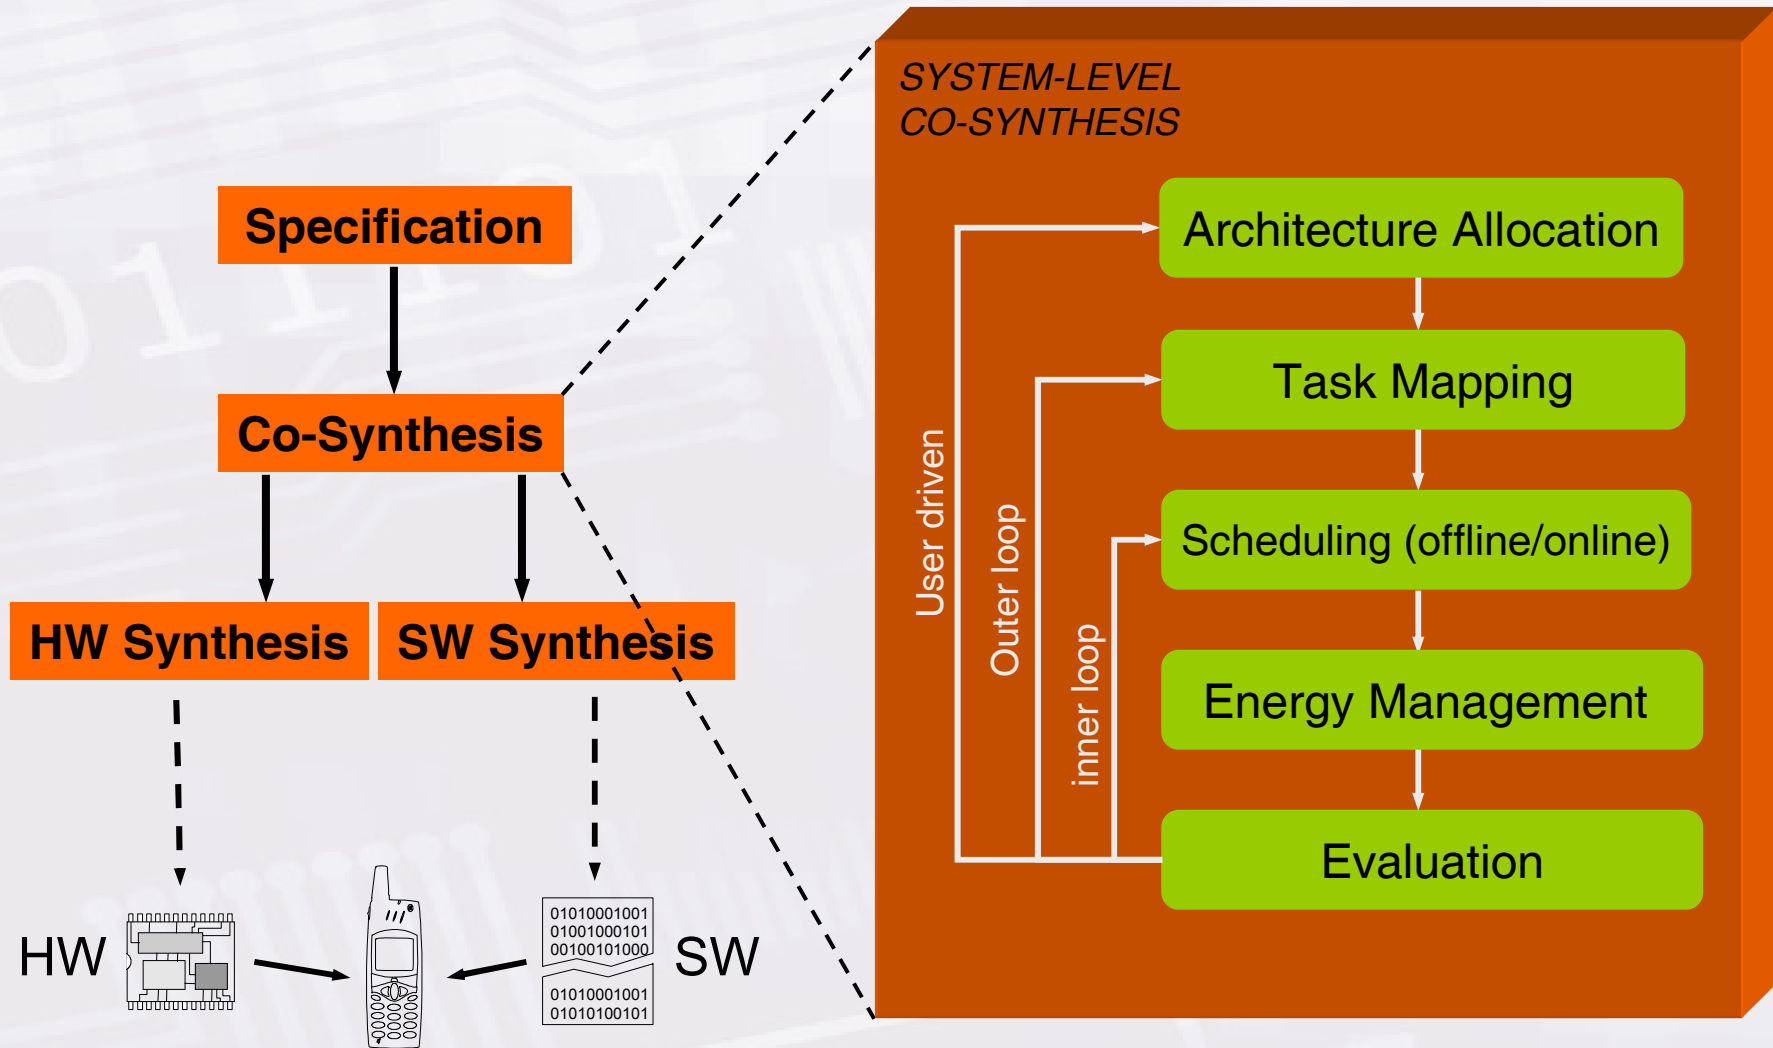 SYSTEM-LEVEL
CO-SYNTHESIS
Specification
Co-Synthesis
HW Synthesis
SW Synthesis
HW
01010001001
01001000101
00100101000
01010001001
01010100101
SW
Architecture Allocation
Task Mapping
Scheduling (offline/online)
Energy Management
Evaluation
User driven
Outer loop
inner loop
011101